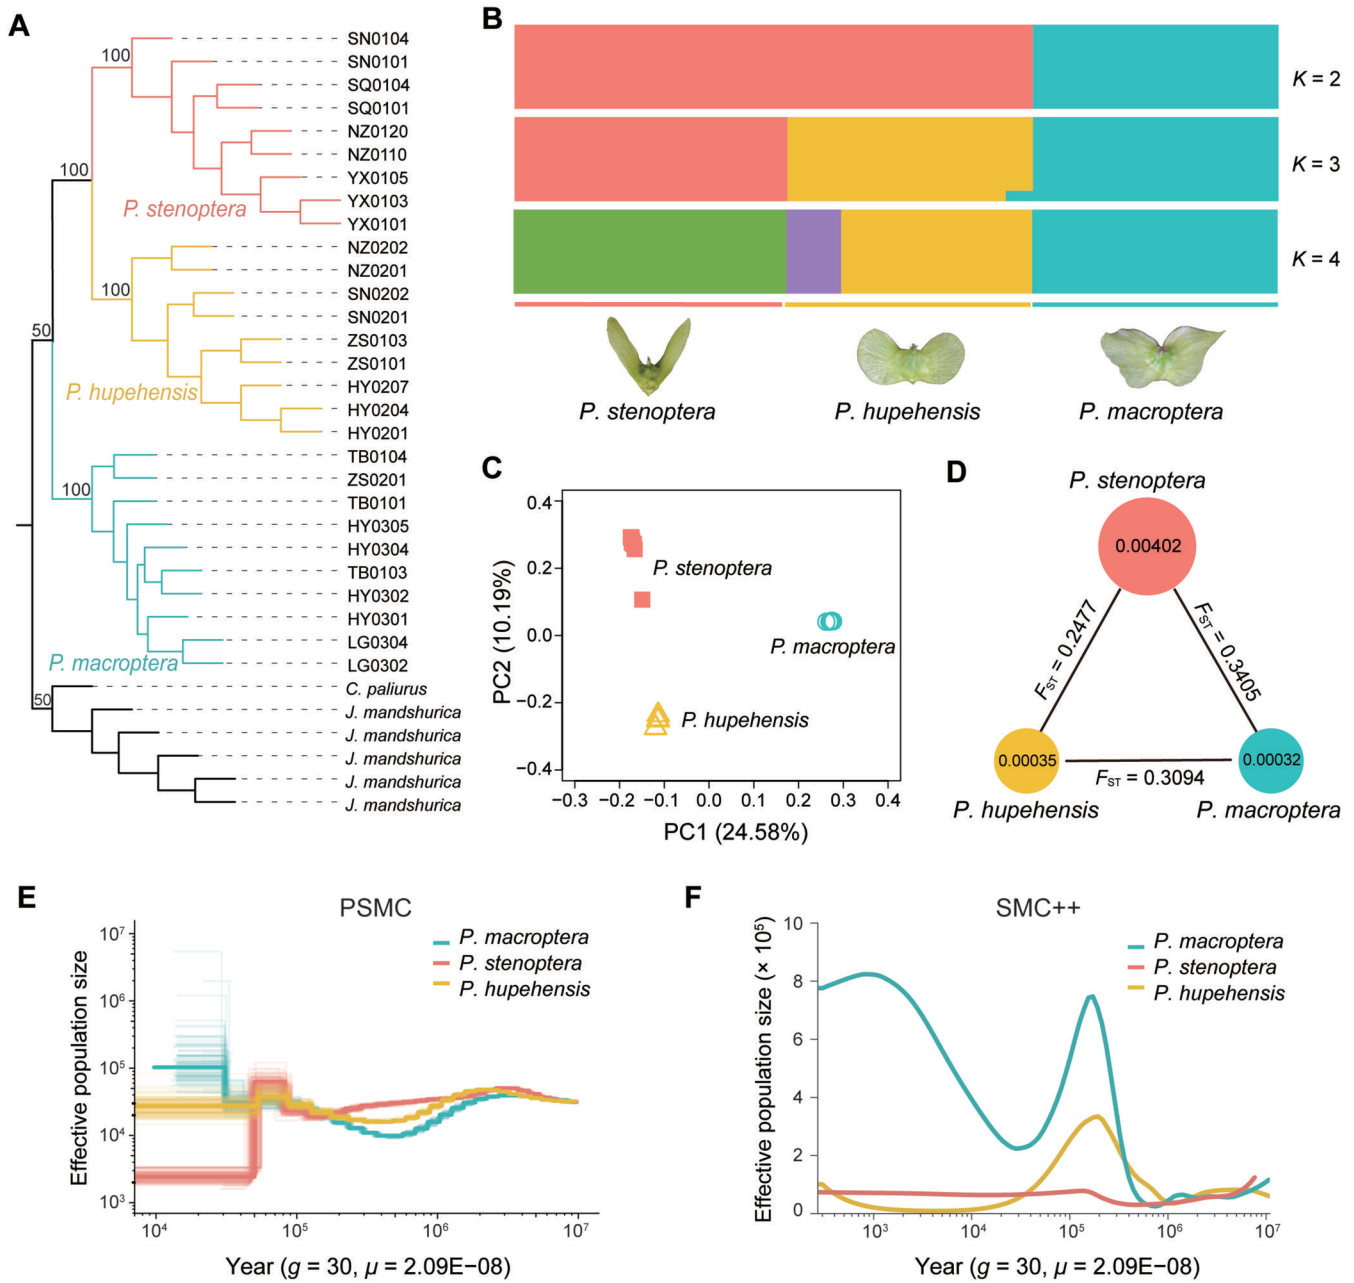 A
SN0104
SN0101
SQ0104
SQ0101
NZ0120
NZ0110
YX0105
YX0103
YX0101
NZ0202
NZ0201
SN0202
SN0201
ZS0103
ZS0101
HY0207
HY0204
HY0201
TB0104
ZS0201
TB0101
HY0305
HY0304
TB0103
HY0302
HY0301
LG0304
LG0302
C. paliurus
J. mandshurica
J. mandshurica
J. mandshurica
J. mandshurica
J. mandshurica
100
100
100
50
100
50
P. stenoptera
P. hupehensis
P. macroptera
B
K = 2
K = 3
K = 4
P. stenoptera
P. hupehensis
P. macroptera
C
PC2 (10.19%)
0.4
0.2
0.0
−0.2
−0.4
P. stenoptera
P. macroptera
P. hupehensis
−0.3 −0.2 −0.1 0.0 0.1 0.2 0.3 0.4
PC1 (24.58%)
D
P. stenoptera
0.00402
FST = 0.2477
FST = 0.3405
0.00035
0.00032
FST = 0.3094
P. hupehensis
P. macroptera
E
PSMC
Effective population size
10⁷
10⁶
10⁵
10⁴
10³
P. macroptera
P. stenoptera
P. hupehensis
10⁴ 10⁵ 10⁶ 10⁷
Year (g = 30, μ = 2.09E−08)
F
SMC++
Effective population size (× 10⁵)
10
8
6
4
2
0
P. macroptera
P. stenoptera
P. hupehensis
10³ 10⁴ 10⁵ 10⁶ 10⁷
Year (g = 30, μ = 2.09E−08)